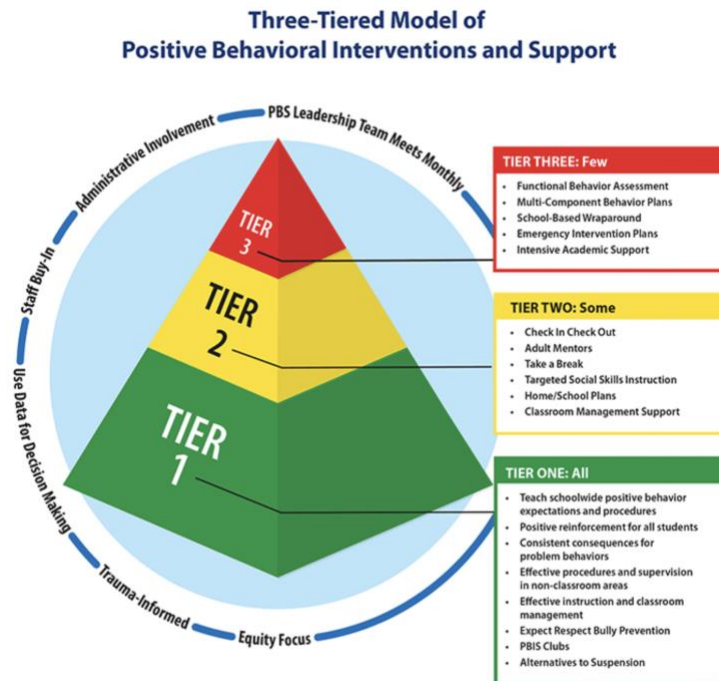 Three-Tiered Model of
Positive Behavioral Interventions and Support
PBS Leadership Team Meets Monthly
Administrative Involvement
Staff Buy-In
Use Data for Decision Making
Trauma-Informed
Equity Focus
TIER
3
TIER
2
TIER
1
TIER THREE: Few
• Functional Behavior Assessment
• Multi-Component Behavior Plans
• School-Based Wraparound
• Emergency Intervention Plans
• Intensive Academic Support
TIER TWO: Some
• Check In Check Out
• Adult Mentors
• Take a Break
• Targeted Social Skills Instruction
• Home/School Plans
• Classroom Management Support
TIER ONE: All
• Teach schoolwide positive behavior
expectations and procedures
• Positive reinforcement for all students
• Consistent consequences for
problem behaviors
• Effective procedures and supervision
in non-classroom areas
• Effective instruction and classroom
management
• Expect Respect Bully Prevention
• PBIS Clubs
• Alternatives to Suspension